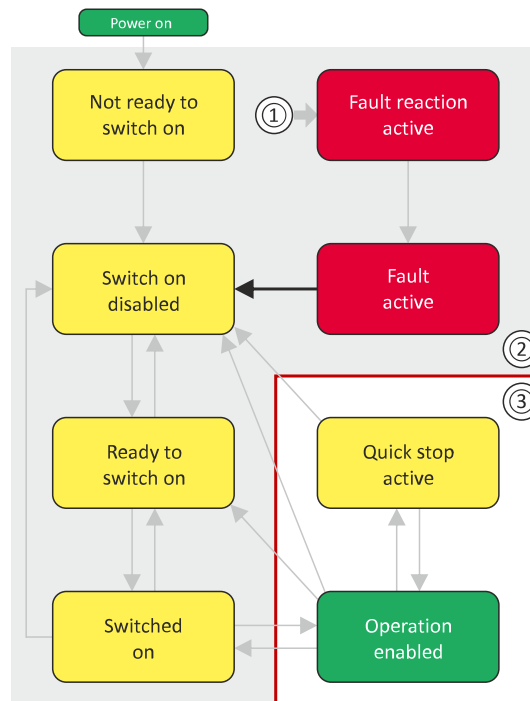 Power on
Not ready to
switch on
1
Fault reaction
active
Switch on
disabled
Fault
active
2
3
Ready to
switch on
Quick stop
active
Switched
on
Operation
enabled